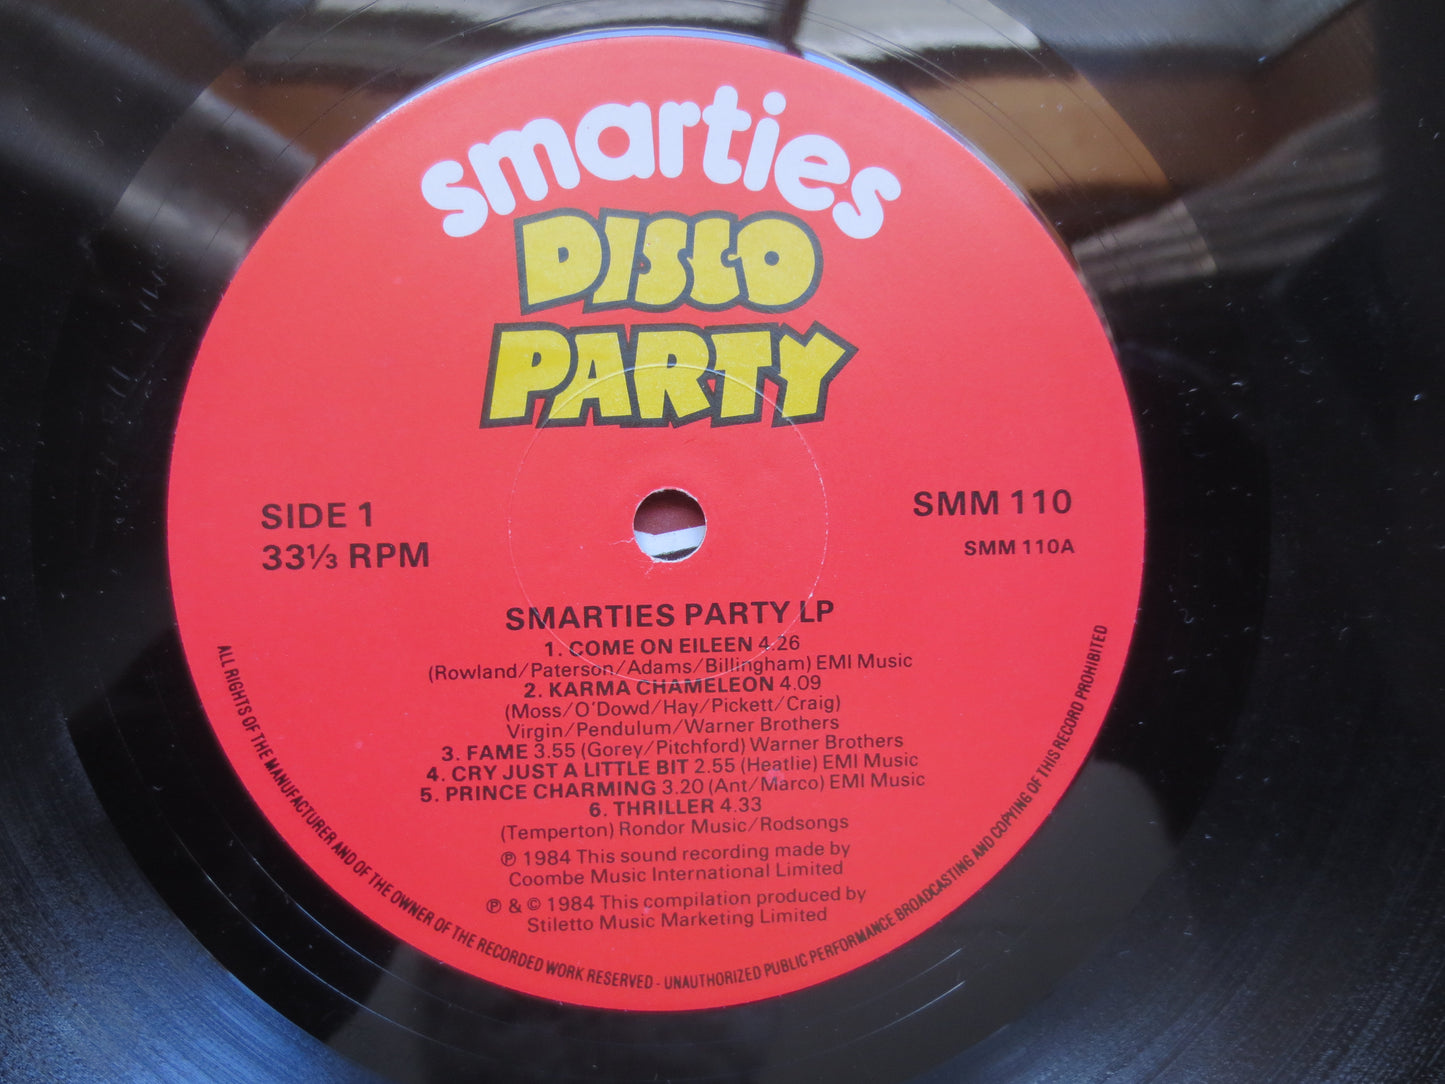 smarties
DISCO
PARTY
SIDE 1
33⅓ RPM
SMM 110
SMM 110A
SMARTIES PARTY LP
1. COME ON EILEEN 4.26
(Rowland/Paterson/Adams/Billingham) EMI Music
2. KARMA CHAMELEON 4.09
(Moss/O'Dowd/Hay/Pickett/Craig)
Virgin/Pendulum/Warner Brothers
3. FAME 3.55 (Gorey/Pitchford) Warner Brothers
4. CRY JUST A LITTLE BIT 2.55 (Heatlie) EMI Music
5. PRINCE CHARMING 3.20 (Ant/Marco) EMI Music
6. THRILLER 4.33
(Temperton) Rondor Music/Rodsongs
℗ 1984 This sound recording made by
Coombe Music International Limited
℗ & © 1984 This compilation produced by
Stiletto Music Marketing Limited
ALL RIGHTS OF THE MANUFACTURER AND OF THE OWNER OF THE RECORDED WORK RESERVED - UNAUTHORIZED PUBLIC PERFORMANCE BROADCASTING AND COPYING OF THIS RECORD PROHIBITED